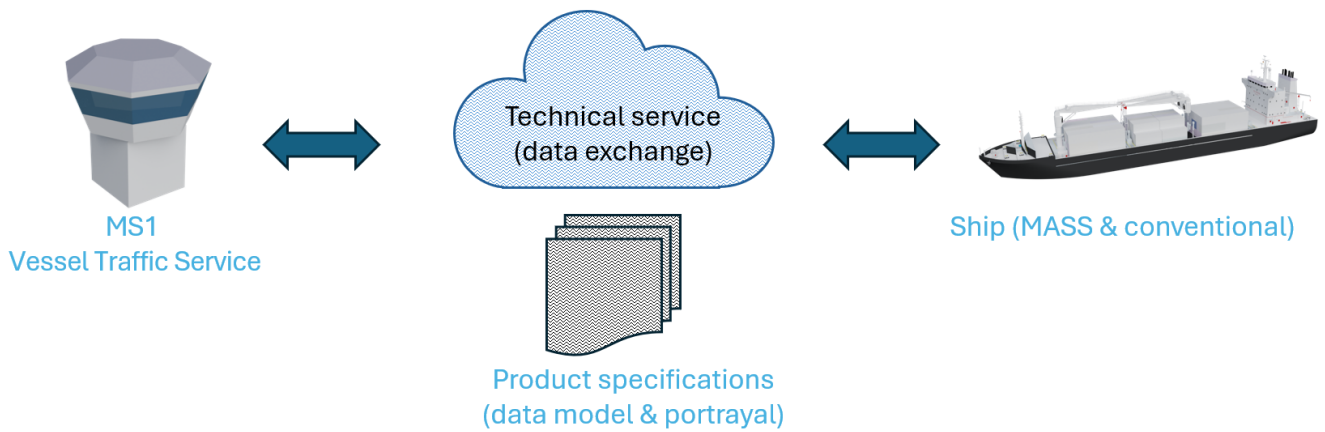 Technical service
(data exchange)
MS1
Vessel Traffic Service
Ship (MASS & conventional)
Product specifications
(data model & portrayal)